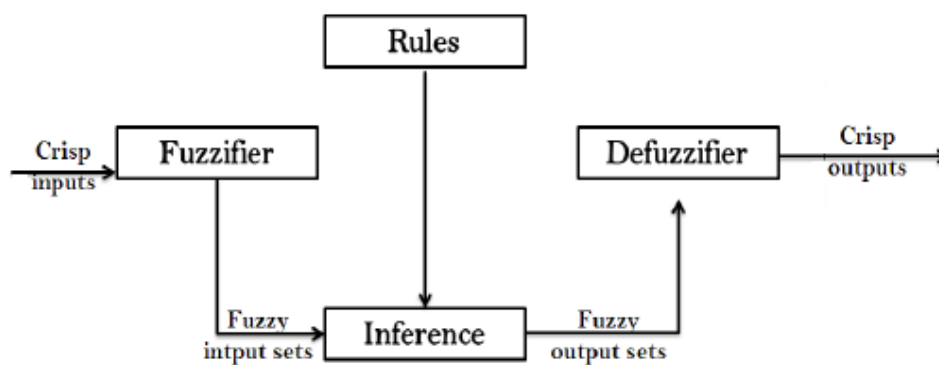 Rules
Crisp
inputs
Fuzzifier
Defuzzifier
Crisp
outputs
Fuzzy
intput sets
Inference
Fuzzy
output sets